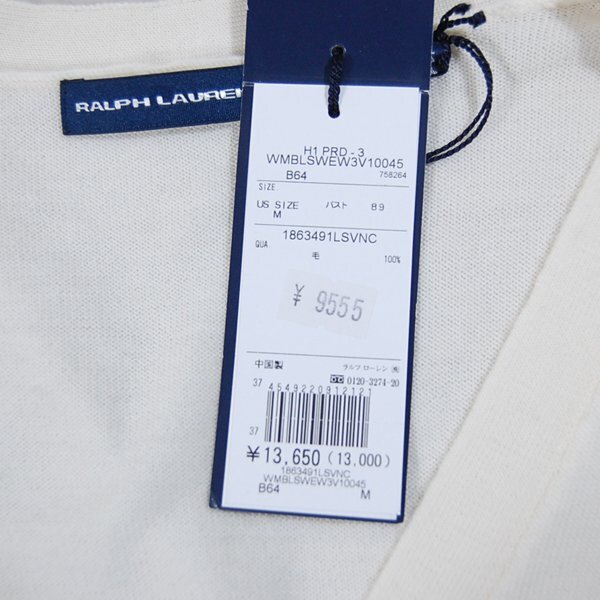 RALPH LAUREN
H1 PRD - 3
WMBLSWEW3V10045
B64 758264
SIZE
US SIZE バスト 89
M
1863491LSVNC
QUA 毛 100%
¥ 9555
中国製 ラルフ ローレン ㈱
0120-3274-20
37 4549220912121
37
¥13,650 (13,000)
1863491LSVNC
WMBLSWEW3V10045
B64 M